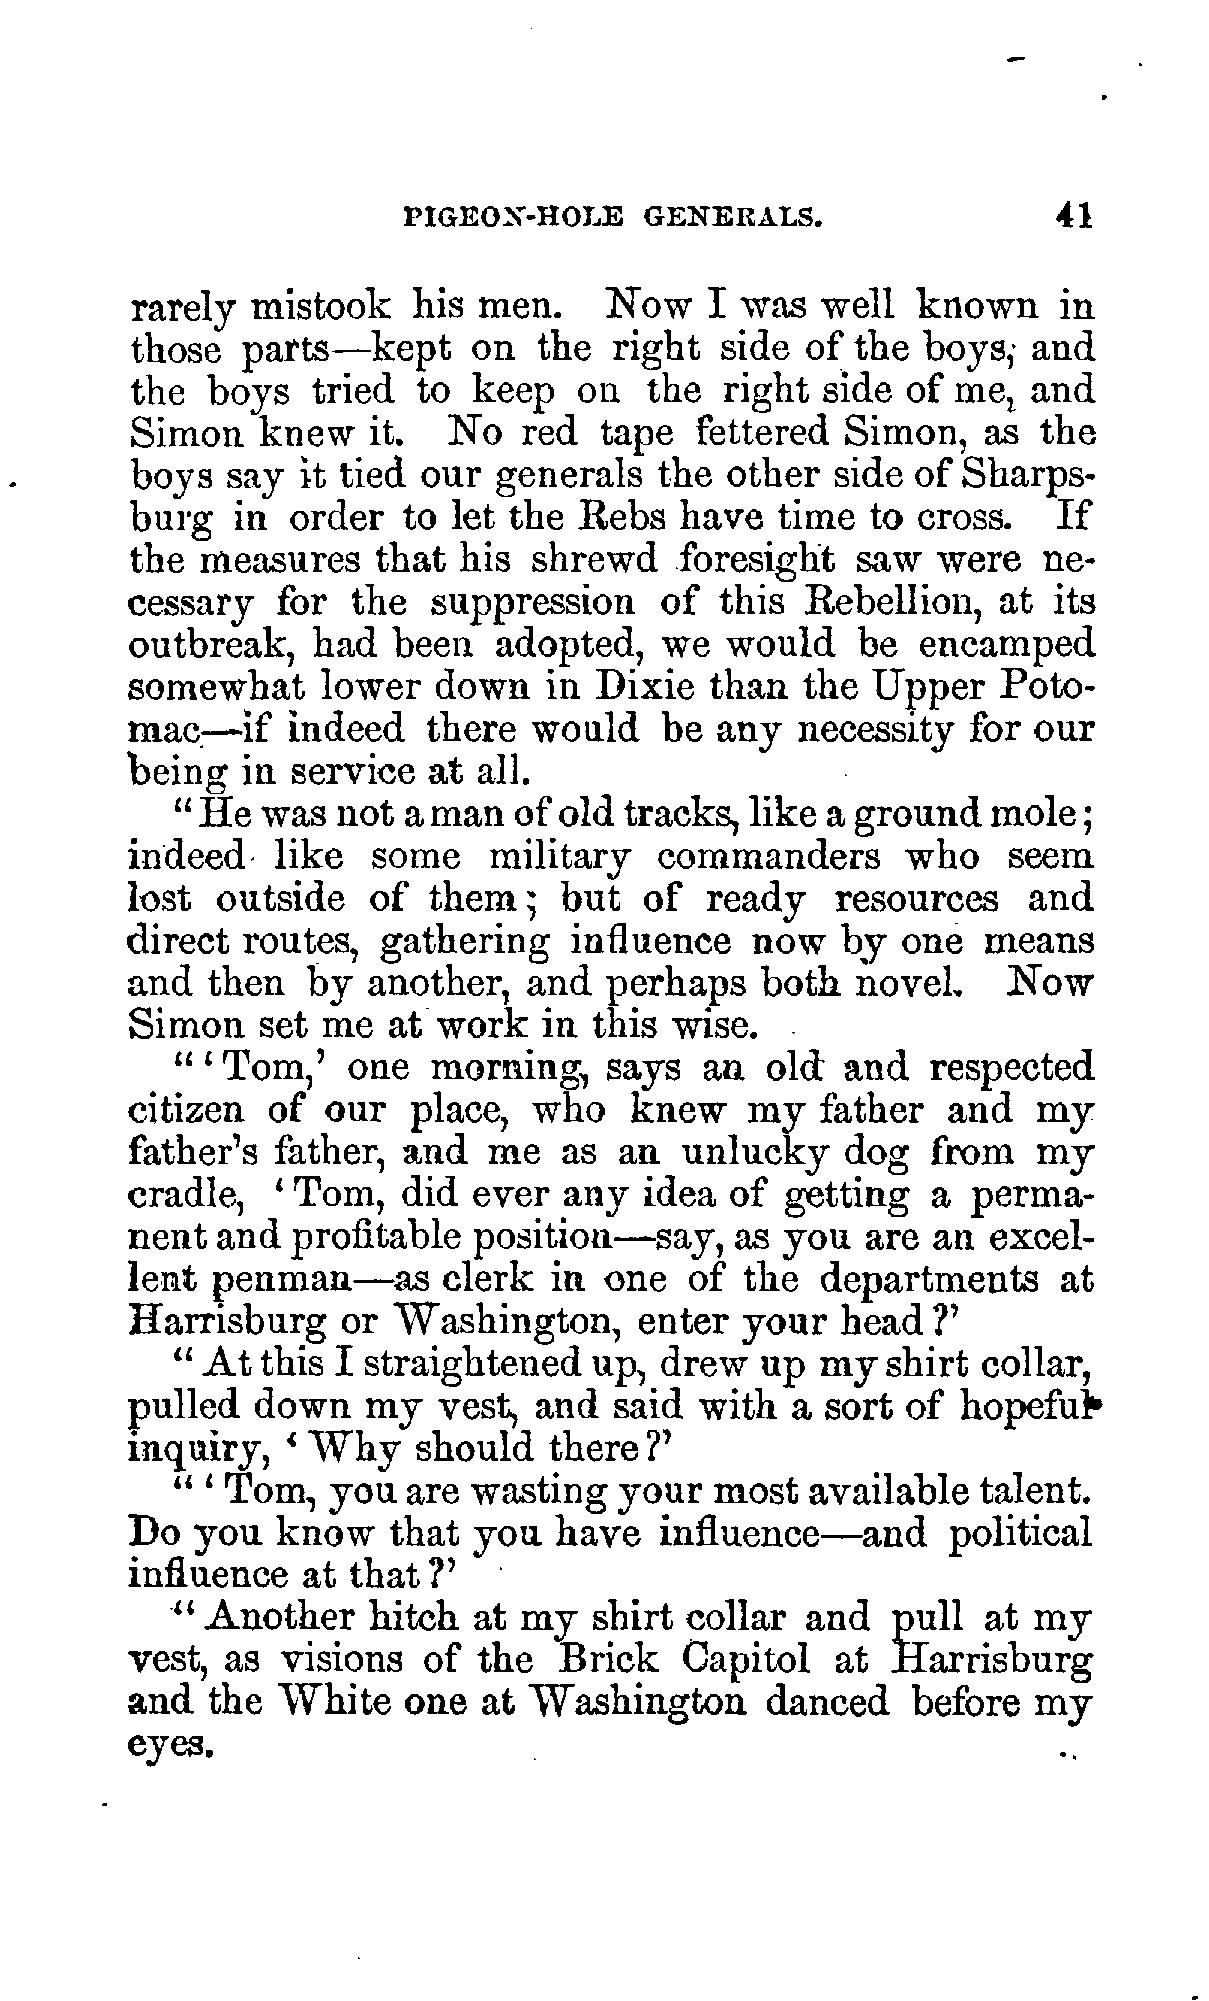 PIGEON-HOLE GENERALS. 41
rarely mistook his men. Now I was well known in
those parts—kept on the right side of the boys, and
the boys tried to keep on the right side of me, and
Simon knew it. No red tape fettered Simon, as the
boys say it tied our generals the other side of Sharps-
burg in order to let the Rebs have time to cross. If
the measures that his shrewd foresight saw were ne-
cessary for the suppression of this Rebellion, at its
outbreak, had been adopted, we would be encamped
somewhat lower down in Dixie than the Upper Poto-
mac—if indeed there would be any necessity for our
being in service at all.
"He was not a man of old tracks, like a ground mole;
indeed like some military commanders who seem
lost outside of them; but of ready resources and
direct routes, gathering influence now by one means
and then by another, and perhaps both novel. Now
Simon set me at work in this wise.
"'Tom,' one morning, says an old and respected
citizen of our place, who knew my father and my
father's father, and me as an unlucky dog from my
cradle, 'Tom, did ever any idea of getting a perma-
nent and profitable position—say, as you are an excel-
lent penman—as clerk in one of the departments at
Harrisburg or Washington, enter your head?'
"At this I straightened up, drew up my shirt collar,
pulled down my vest, and said with a sort of hopeful
inquiry, 'Why should there?'
"'Tom, you are wasting your most available talent.
Do you know that you have influence—and political
influence at that?'
"Another hitch at my shirt collar and pull at my
vest, as visions of the Brick Capitol at Harrisburg
and the White one at Washington danced before my
eyes.